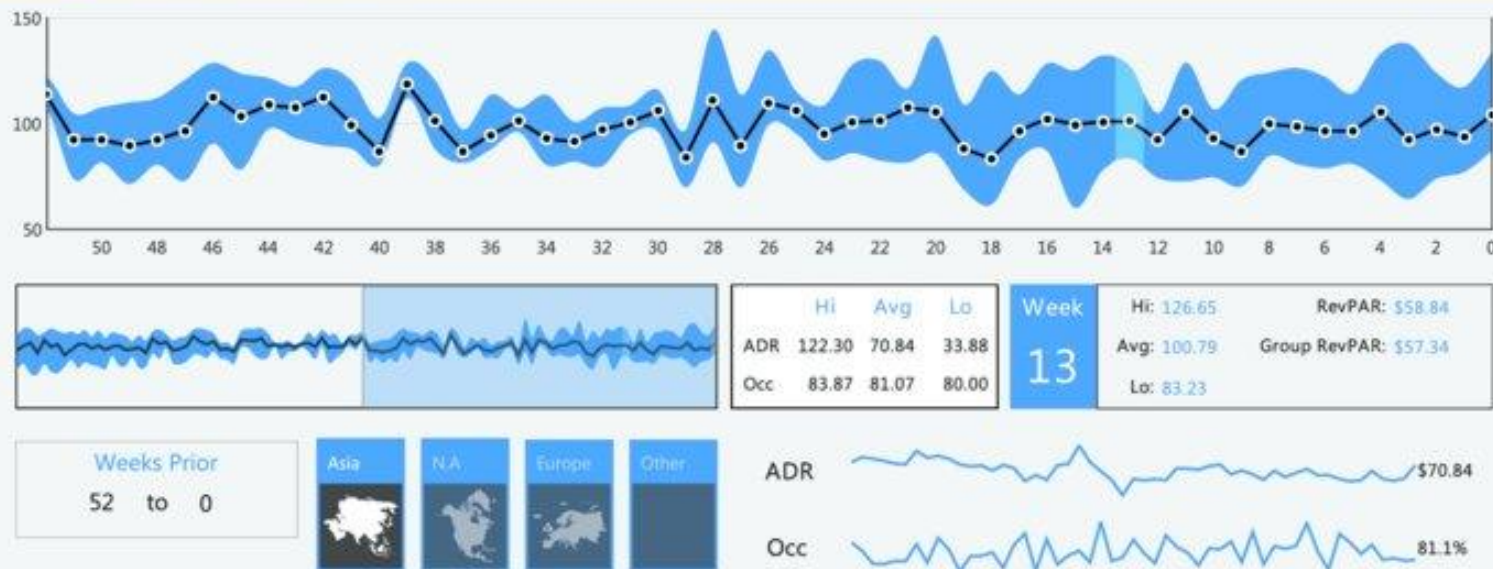 150
100
50
50 48 46 44 42 40 38 36 34 32 30 28 26 24 22 20 18 16 14 12 10 8 6 4 2 0
Hi Avg Lo
ADR 122.30 70.84 33.88
Occ 83.87 81.07 80.00
Week
13
Hi: 126.65 RevPAR: $58.84
Avg: 100.79 Group RevPAR: $57.34
Lo: 83.23
Weeks Prior
52 to 0
Asia N.A Europe Other
ADR $70.84
Occ 81.1%